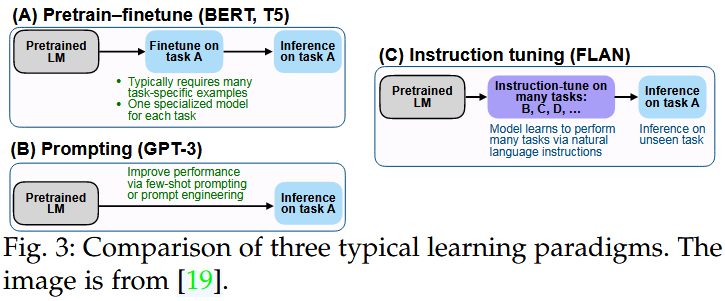 (A) Pretrain–finetune (BERT, T5)
Pretrained
LM
Finetune on
task A
Inference
on task A
• Typically requires many
task-specific examples
• One specialized model
for each task
(B) Prompting (GPT-3)
Pretrained
LM
Improve performance
via few-shot prompting
or prompt engineering
Inference
on task A
(C) Instruction tuning (FLAN)
Pretrained
LM
Instruction-tune on
many tasks:
B, C, D, ...
Inference
on task A
Model learns to perform
many tasks via natural
language instructions
Inference on
unseen task
Fig. 3: Comparison of three typical learning paradigms. The
image is from [19].